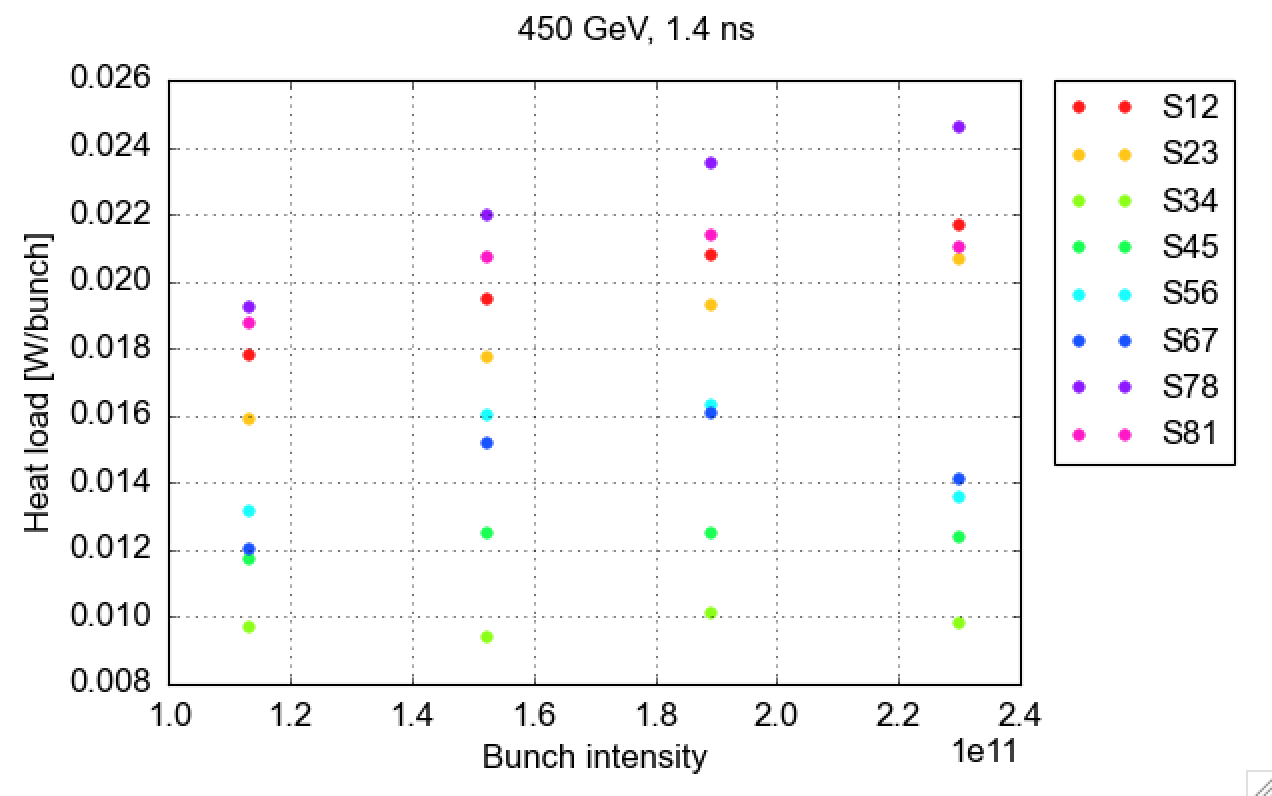 450 GeV, 1.4 ns
0.026
0.024
0.022
0.020
0.018
0.016
0.014
0.012
0.010
0.008
Heat load [W/bunch]
1.0 1.2 1.4 1.6 1.8 2.0 2.2 2.4
1e11
Bunch intensity
S12
S23
S34
S45
S56
S67
S78
S81